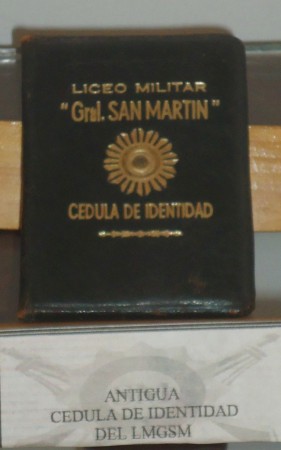 LICEO MILITAR
"Gral. SAN MARTIN"
CEDULA DE IDENTIDAD
ANTIGUA
CEDULA DE IDENTIDAD
DEL LMGSM